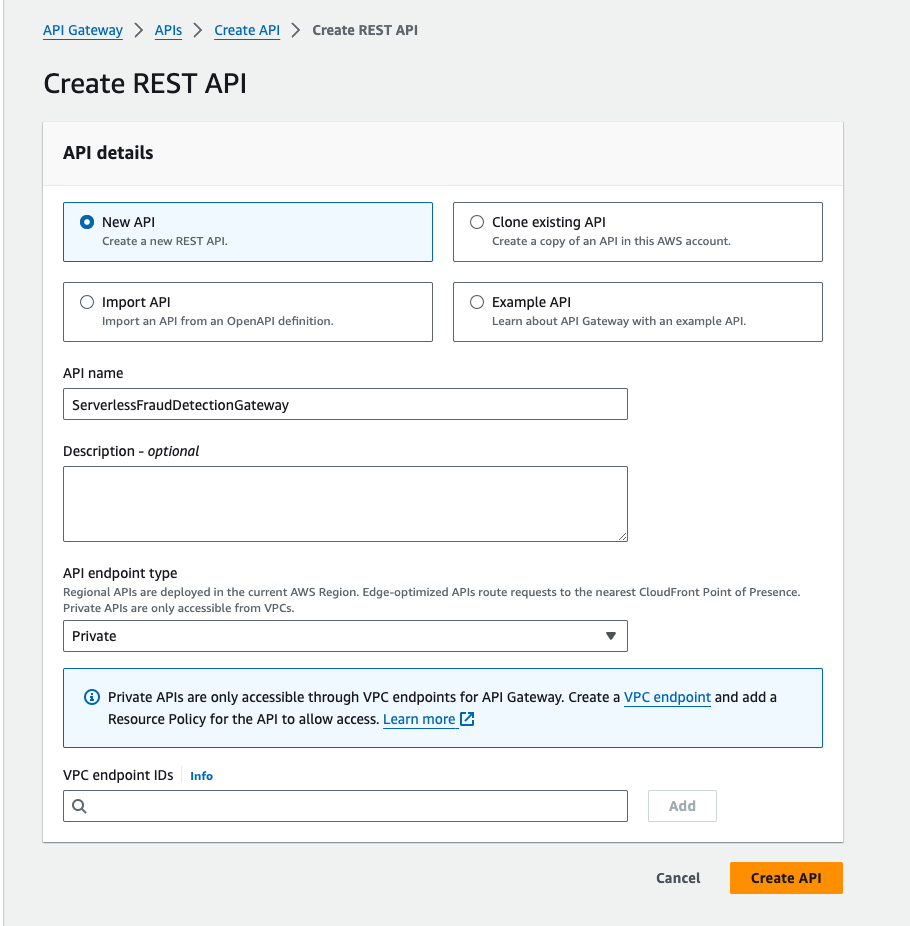 API Gateway > APIs > Create API > Create REST API
Create REST API
API details
New API
Create a new REST API.
Clone existing API
Create a copy of an API in this AWS account.
Import API
Import an API from an OpenAPI definition.
Example API
Learn about API Gateway with an example API.
API name
ServerlessFraudDetectionGateway
Description - optional
API endpoint type
Regional APIs are deployed in the current AWS Region. Edge-optimized APIs route requests to the nearest CloudFront Point of Presence.
Private APIs are only accessible from VPCs.
Private
Private APIs are only accessible through VPC endpoints for API Gateway. Create a VPC endpoint and add a
Resource Policy for the API to allow access. Learn more
VPC endpoint IDs Info
Add
Cancel Create API